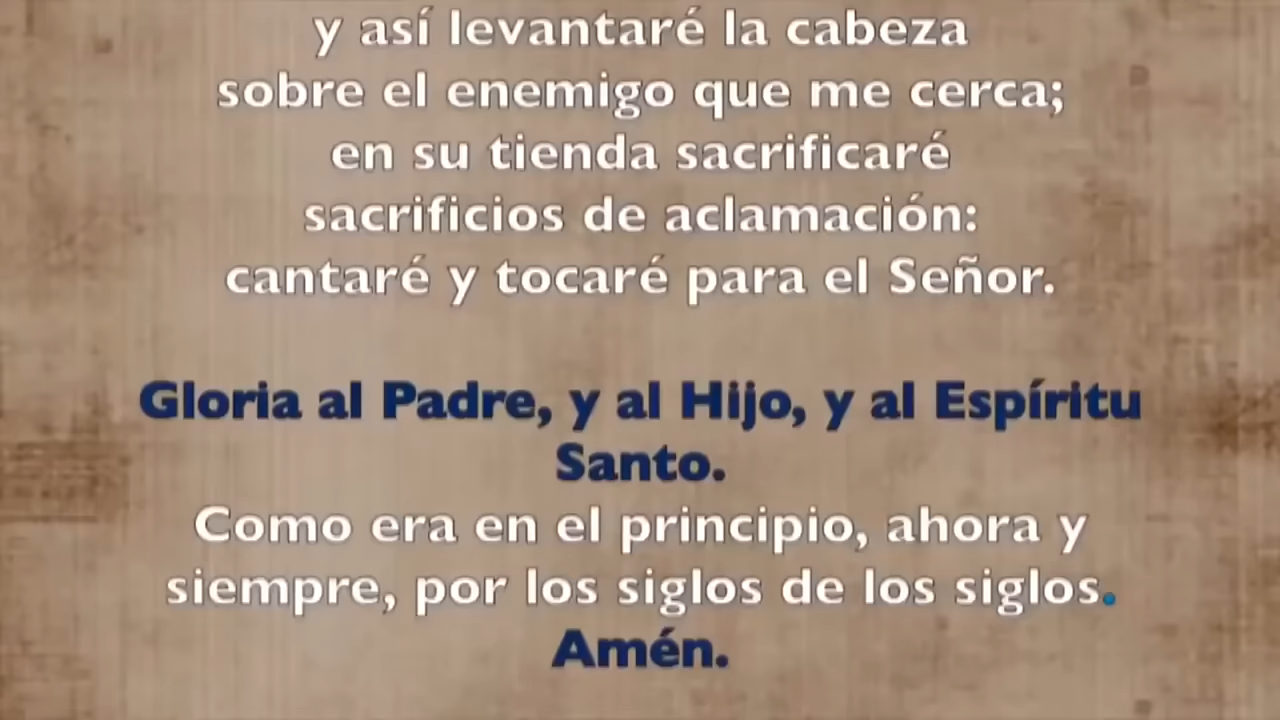 y así levantaré la cabeza
sobre el enemigo que me cerca;
en su tienda sacrificaré
sacrificios de aclamación:
cantaré y tocaré para el Señor.
Gloria al Padre, y al Hijo, y al Espíritu
Santo.
Como era en el principio, ahora y
siempre, por los siglos de los siglos.
Amén.